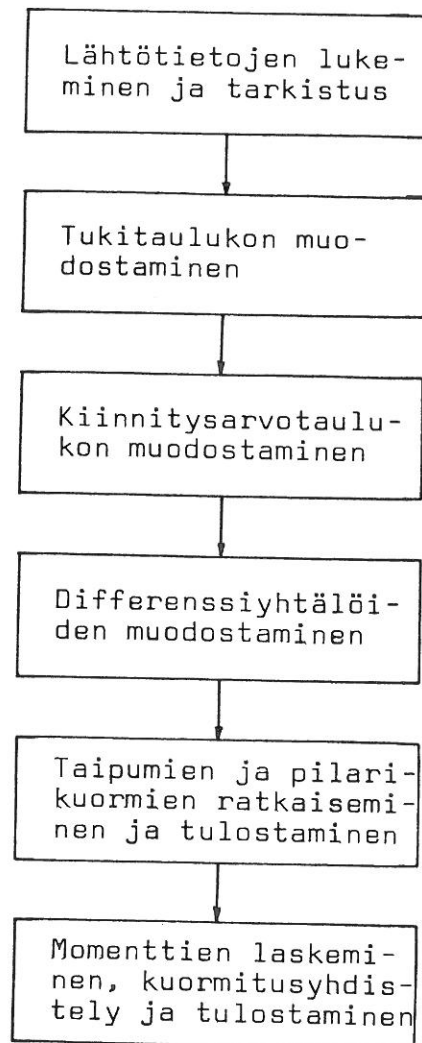 Lähtötietojen luke-
minen ja tarkistus
Tukitaulukon muo-
dostaminen
Kiinnitysarvotaulu-
kon muodostaminen
Differenssiyhtälöi-
den muodostaminen
Taipumien ja pilari-
kuormien ratkaisemi-
nen ja tulostaminen
Momenttien laskemi-
nen, kuormitusyhdis-
tely ja tulostaminen